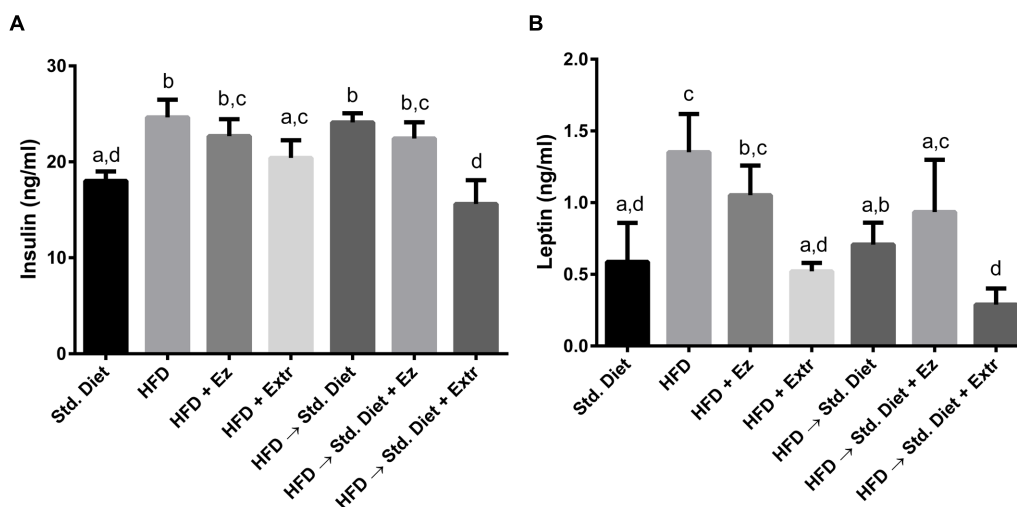 A
Insulin (ng/ml)
30
20
10
0
a,d
b
b,c
a,c
b
b,c
d
Std. Diet
HFD
HFD + Ez
HFD + Extr
HFD → Std. Diet
HFD → Std. Diet + Ez
HFD → Std. Diet + Extr
B
Leptin (ng/ml)
2.0
1.5
1.0
0.5
0.0
a,d
c
b,c
a,d
a,b
a,c
d
Std. Diet
HFD
HFD + Ez
HFD + Extr
HFD → Std. Diet
HFD → Std. Diet + Ez
HFD → Std. Diet + Extr